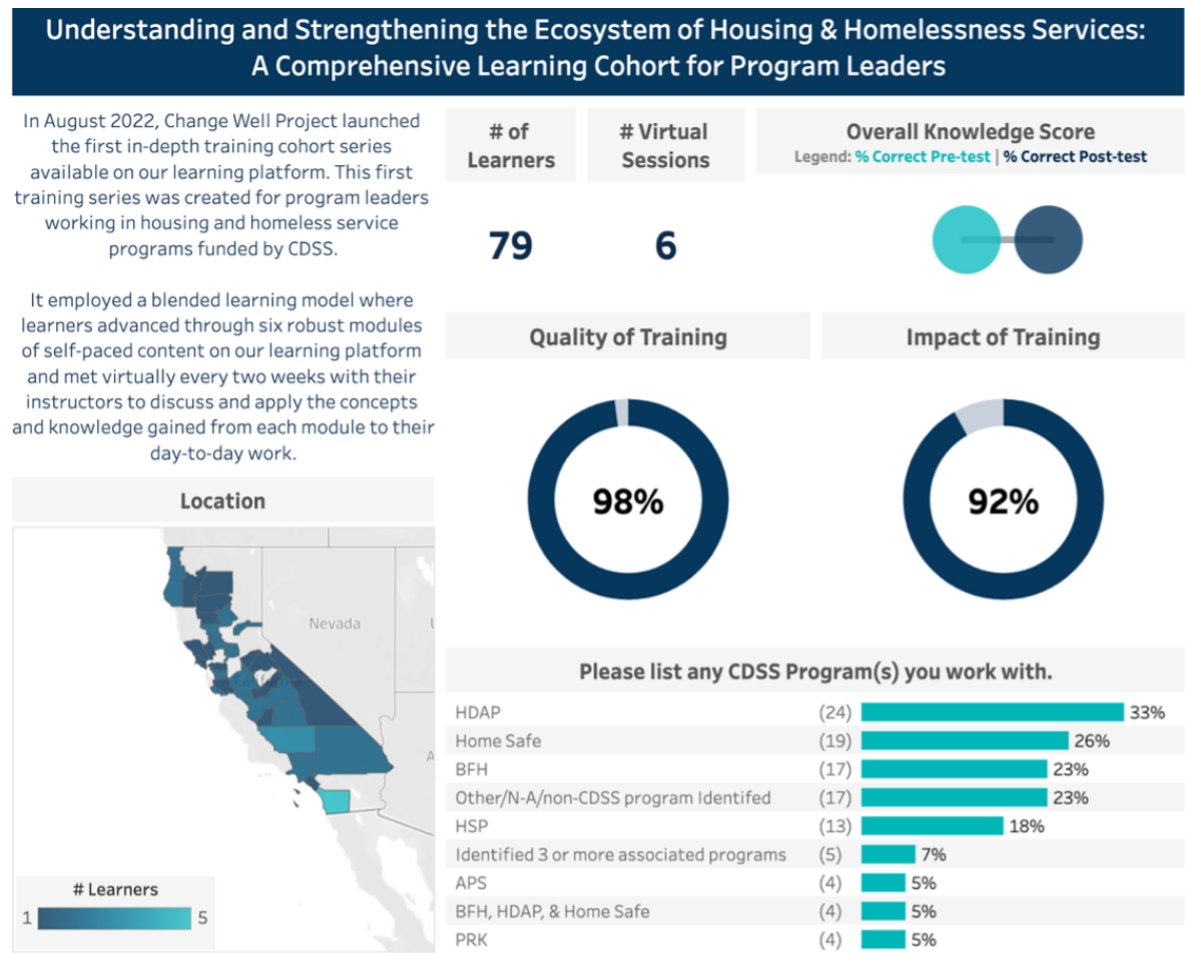 Understanding and Strengthening the Ecosystem of Housing & Homelessness Services:
A Comprehensive Learning Cohort for Program Leaders
In August 2022, Change Well Project launched
the first in-depth training cohort series
available on our learning platform. This first
training series was created for program leaders
working in housing and homeless service
programs funded by CDSS.
It employed a blended learning model where
learners advanced through six robust modules
of self-paced content on our learning platform
and met virtually every two weeks with their
instructors to discuss and apply the concepts
and knowledge gained from each module to their
day-to-day work.
# of
Learners
79
# Virtual
Sessions
6
Overall Knowledge Score
Legend: % Correct Pre-test | % Correct Post-test
Quality of Training
98%
Impact of Training
92%
Location
Nevada
California
# Learners
1 5
Please list any CDSS Program(s) you work with.
HDAP (24) 33%
Home Safe (19) 26%
BFH (17) 23%
Other/N-A/non-CDSS program Identifed (17) 23%
HSP (13) 18%
Identified 3 or more associated programs (5) 7%
APS (4) 5%
BFH, HDAP, & Home Safe (4) 5%
PRK (4) 5%